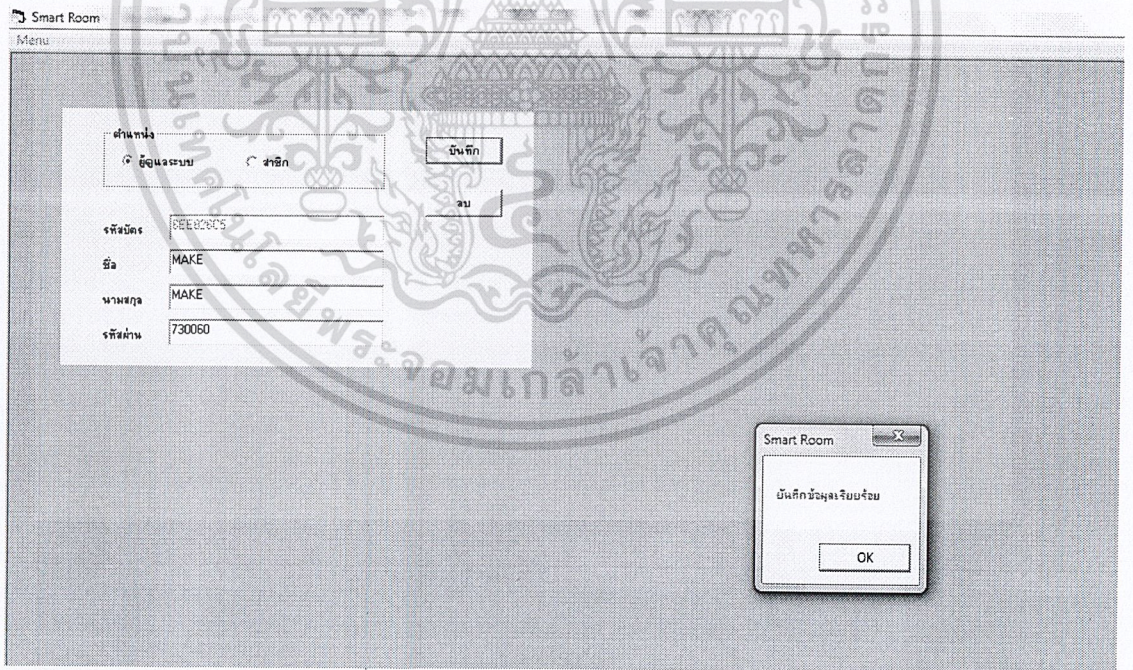 Smart Room
Menu
ตำแหน่ง
ผู้ดูแลระบบ
สาชิก
บันทึก
ลบ
รหัสบัตร
ชื่อ
MAKE
นามสกุล
MAKE
รหัสผ่าน
730060
Smart Room
บันทึกข้อมูลเรียบร้อย
OK